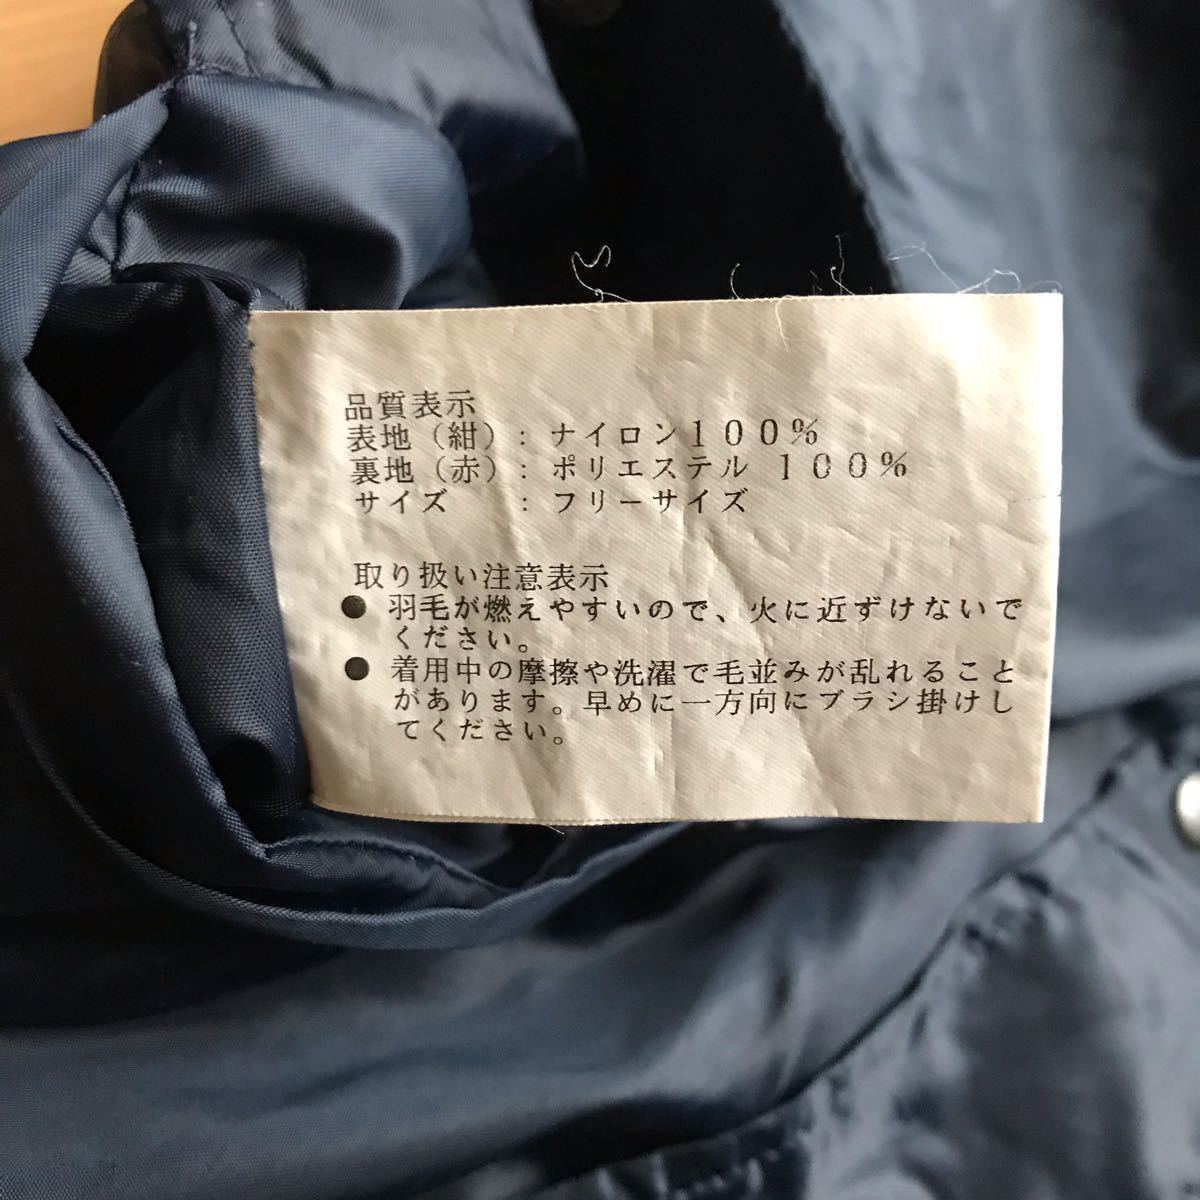 品質表示
表地（紺）: ナイロン100%
裏地（赤）: ポリエステル 100%
サイズ　　: フリーサイズ
取り扱い注意表示
● 羽毛が燃えやすいので、火に近ずけないで
ください。
● 着用中の摩擦や洗濯で毛並みが乱れること
があります。早めに一方向にブラシ掛けし
てください。